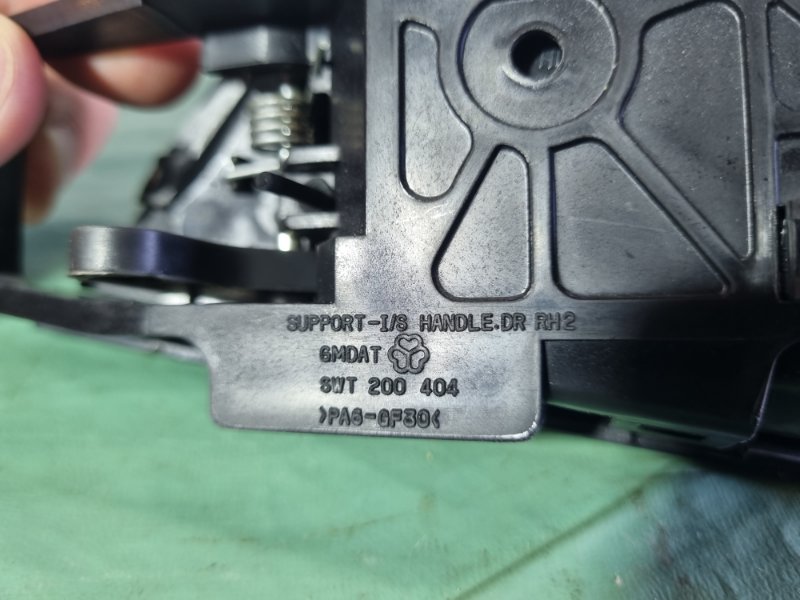 SUPPORT-I/S HANDLE.DR RH2
GMDAT
SWT 200 404
>PA6-GF30<